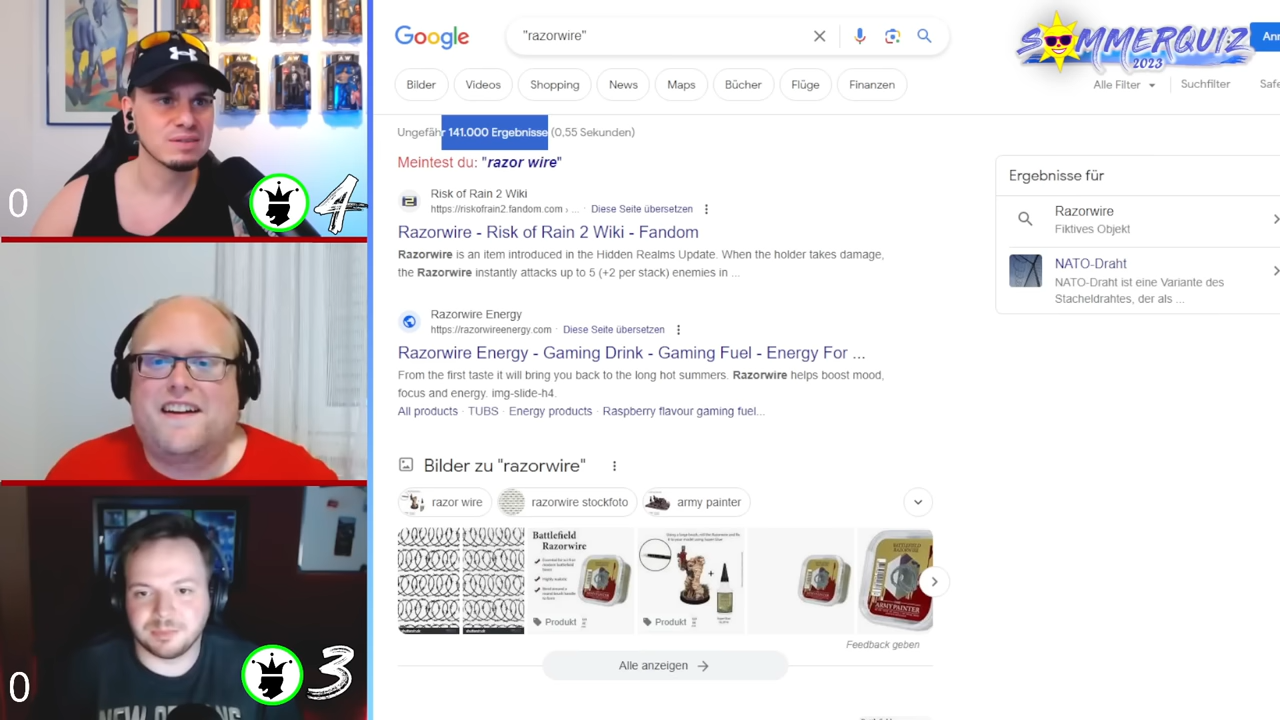 0
4
0
3
NEW ORLEANS
Google
"razorwire"
SOMMERQUIZ
2023
Bilder
Videos
Shopping
News
Maps
Bücher
Flüge
Finanzen
Alle Filter
Suchfilter
Ungefähr 141.000 Ergebnisse (0,55 Sekunden)
Meintest du: "razor wire"
Risk of Rain 2 Wiki
https://riskofrain2.fandom.com › ... · Diese Seite übersetzen
Razorwire - Risk of Rain 2 Wiki - Fandom
Razorwire is an item introduced in the Hidden Realms Update. When the holder takes damage,
the Razorwire instantly attacks up to 5 (+2 per stack) enemies in ...
Razorwire Energy
https://razorwireenergy.com · Diese Seite übersetzen
Razorwire Energy - Gaming Drink - Gaming Fuel - Energy For ...
From the first taste it will bring you back to the long hot summers. Razorwire helps boost mood,
focus and energy. img-slide-h4.
All products · TUBS · Energy products · Raspberry flavour gaming fuel...
Bilder zu "razorwire"
razor wire
razorwire stockfoto
army painter
Battlefield
Razorwire
Produkt
Produkt
ARMY PAINTER
Feedback geben
Alle anzeigen
Ergebnisse für
Razorwire
Fiktives Objekt
NATO-Draht
NATO-Draht ist eine Variante des
Stacheldrahtes, der als ...